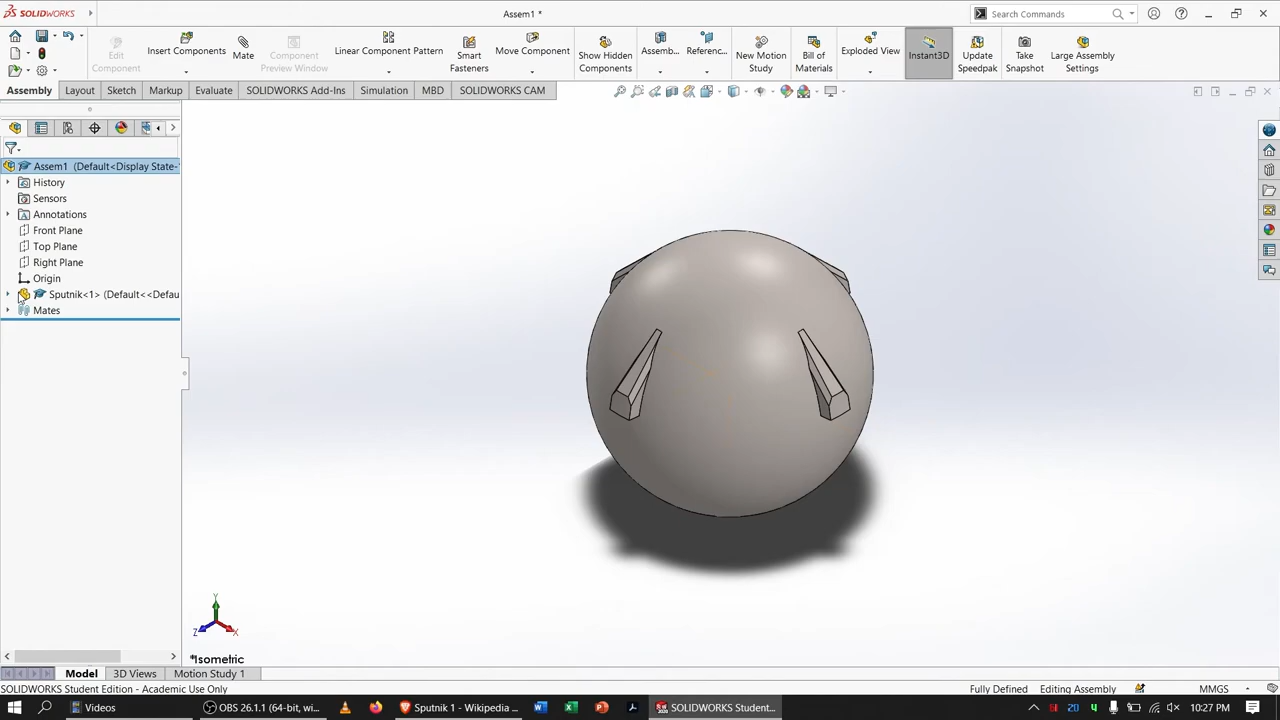 SOLIDWORKS
Assem1 *
Search Commands
Edit Component
Insert Components
Mate
Component Preview Window
Linear Component Pattern
Smart Fasteners
Move Component
Show Hidden Components
Assemb...
Referenc...
New Motion Study
Bill of Materials
Exploded View
Instant3D
Update Speedpak
Take Snapshot
Large Assembly Settings
Assembly
Layout
Sketch
Markup
Evaluate
SOLIDWORKS Add-Ins
Simulation
MBD
SOLIDWORKS CAM
Assem1 (Default<Display State-
History
Sensors
Annotations
Front Plane
Top Plane
Right Plane
Origin
Sputnik<1> (Default<<Defau
Mates
Y
Z
X
*Isometric
Model
3D Views
Motion Study 1
SOLIDWORKS Student Edition - Academic Use Only
Fully Defined
Editing Assembly
MMGS
Videos
OBS 26.1.1 (64-bit, wi...
Sputnik 1 - Wikipedia ...
SOLIDWORKS Student...
20
10:27 PM